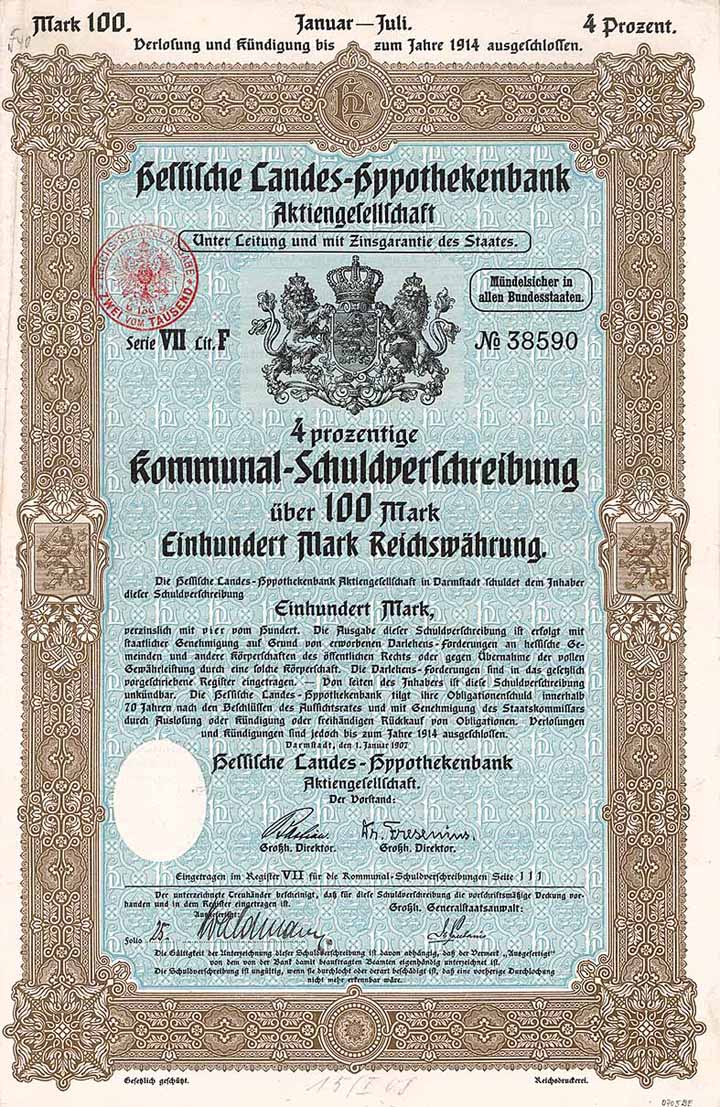 Mark 100. Januar—Juli. 4 Prozent.
Verlosung und Kündigung bis zum Jahre 1914 ausgeschlossen.
Hessische Landes-Hypothekenbank
Aktiengesellschaft
Unter Leitung und mit Zinsgarantie des Staates.
REICHS-STEMPELABGABE
ZWEI VOM TAUSEND
Mündelsicher in
allen Bundesstaaten.
Serie VII Lit. F
№ 38590
4 prozentige
Kommunal-Schuldverschreibung
über 100 Mark
Einhundert Mark Reichswährung.
Die Hessische Landes-Hypothekenbank Aktiengesellschaft in Darmstadt schuldet dem Inhaber
dieser Schuldverschreibung
Einhundert Mark,
verzinslich mit vier vom Hundert. Die Ausgabe dieser Schuldverschreibung ist erfolgt mit
staatlicher Genehmigung auf Grund von erworbenen Darlehens-Forderungen an hessische Ge-
meinden und andere Körperschaften des öffentlichen Rechts oder gegen Übernahme der vollen
Gewährleistung durch eine solche Körperschaft. Die Darlehens-Forderungen sind in das gesetzlich
vorgeschriebene Register eingetragen. — Von seiten des Inhabers ist diese Schuldverschreibung
unkündbar. Die Hessische Landes-Hypothekenbank tilgt ihre Obligationenschuld innerhalb
70 Jahren nach den Beschlüssen des Aufsichtsrates und mit Genehmigung des Staatskommissars
durch Auslosung oder Kündigung oder freihändigen Rückkauf von Obligationen. Verlosungen
und Kündigungen sind jedoch bis zum Jahre 1914 ausgeschlossen.
Darmstadt, den 1. Januar 1907
Hessische Landes-Hypothekenbank
Aktiengesellschaft.
Der Vorstand:
Bastian. Dr. Fresenius.
Großh. Direktor. Großh. Direktor.
Eingetragen im Register VII für die Kommunal-Schuldverschreibungen Seite 111
Der unterzeichnete Treuhänder bescheinigt, daß für diese Schuldverschreibung die vorschriftsmäßige Deckung vor-
handen und in dem Register eingetragen ist.
Ausgefertigt: Großh. Generalstaatsanwalt:
Folio 25
Die Gültigkeit der Unterzeichnung dieser Schuldverschreibung ist davon abhängig, daß der Vermerk „Ausgefertigt"
von dem von der Bank damit beauftragten Beamten eigenhändig unterzeichnet ist.
Die Schuldverschreibung ist ungültig, wenn sie durchlocht oder derart beschädigt ist, daß eine vorherige Durchlochung
nicht mehr erkennbar wäre.
Gesetzlich geschützt. Reichsdruckerei.